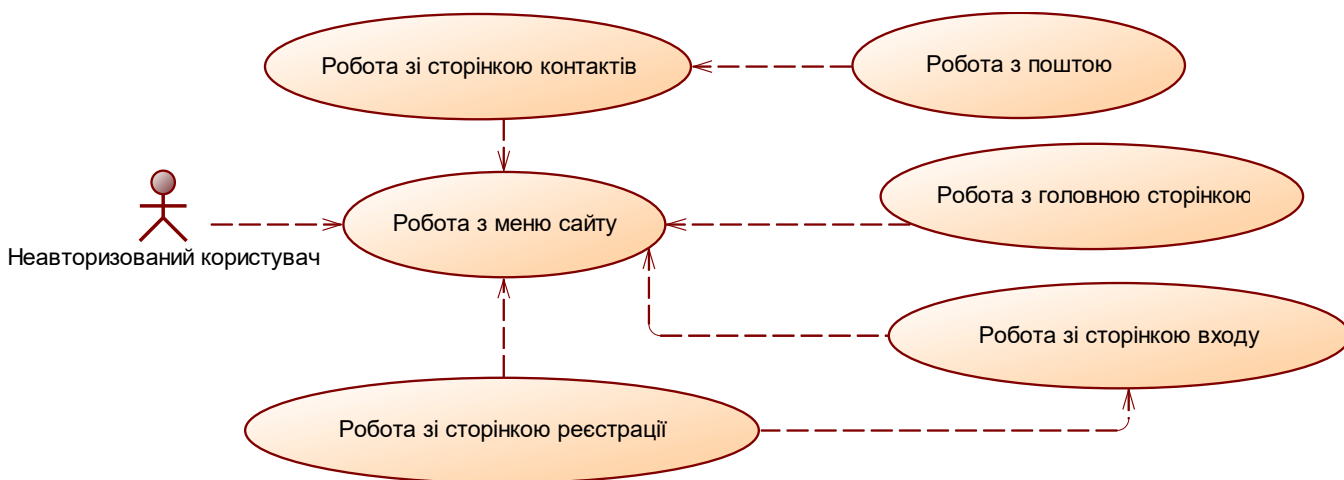 Робота зі сторінкою контактів
Робота з поштою
Робота з головною сторінкою
Робота з меню сайту
Неавторизований користувач
Робота зі сторінкою входу
Робота зі сторінкою реєстрації